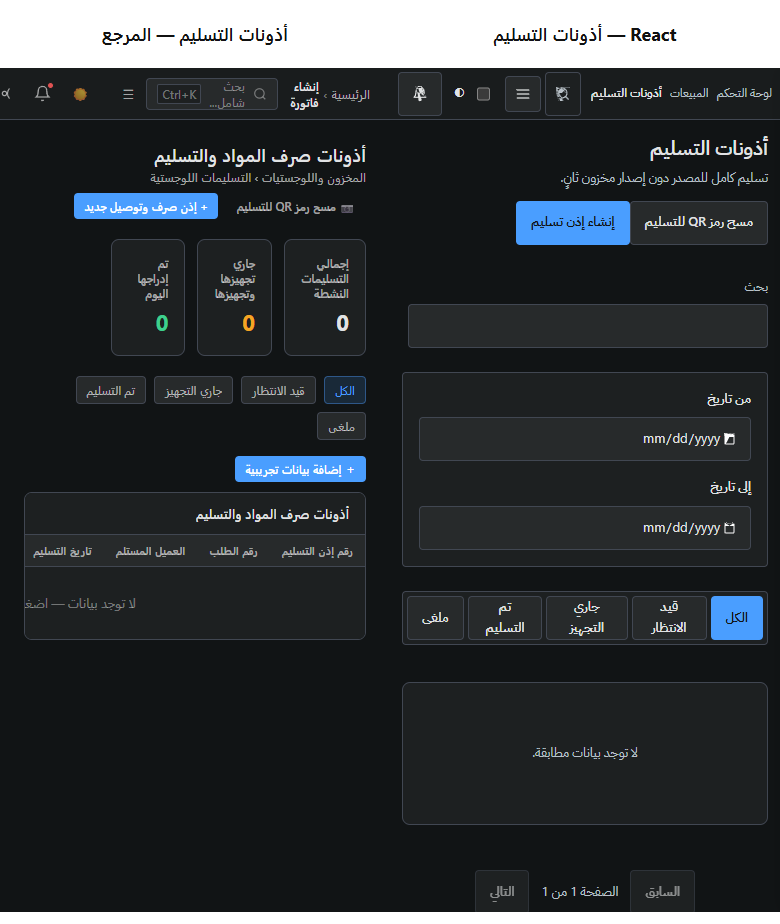 React — أذونات التسليم
أذونات التسليم — المرجع
لوحة التحكم المبيعات أذونات التسليم
أذونات التسليم
تسليم كامل للمصدر دون إصدار مخزون ثانٍ.
مسح رمز QR للتسليم
إنشاء إذن تسليم
بحث
من تاريخ
mm/dd/yyyy
إلى تاريخ
mm/dd/yyyy
الكل
قيد الانتظار
جاري التجهيز
تم التسليم
ملغى
لا توجد بيانات مطابقة.
السابق
الصفحة 1 من 1
التالي
الرئيسية › إنشاء فاتورة
بحث شامل... Ctrl+K
أذونات صرف المواد والتسليم
المخزون واللوجستيات › التسليمات اللوجستية
مسح رمز QR للتسليم
+ إذن صرف وتوصيل جديد
إجمالي التسليمات النشطة
0
جاري تجهيزها وتجهيزها
0
تم إدراجها اليوم
0
الكل
قيد الانتظار
جاري التجهيز
تم التسليم
ملغى
+ إضافة بيانات تجريبية
أذونات صرف المواد والتسليم
رقم إذن التسليم رقم الطلب العميل المستلم تاريخ التسليم
لا توجد بيانات —